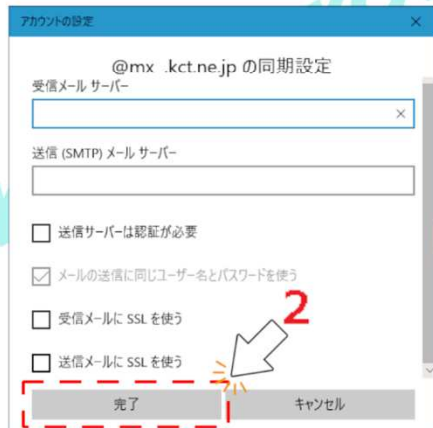 アカウントの設定
@mx .kct.ne.jp の同期設定
受信メール サーバー
送信 (SMTP) メール サーバー
送信サーバーは認証が必要
メールの送信に同じユーザー名とパスワードを使う
受信メールに SSL を使う
2
送信メールに SSL を使う
完了
キャンセル